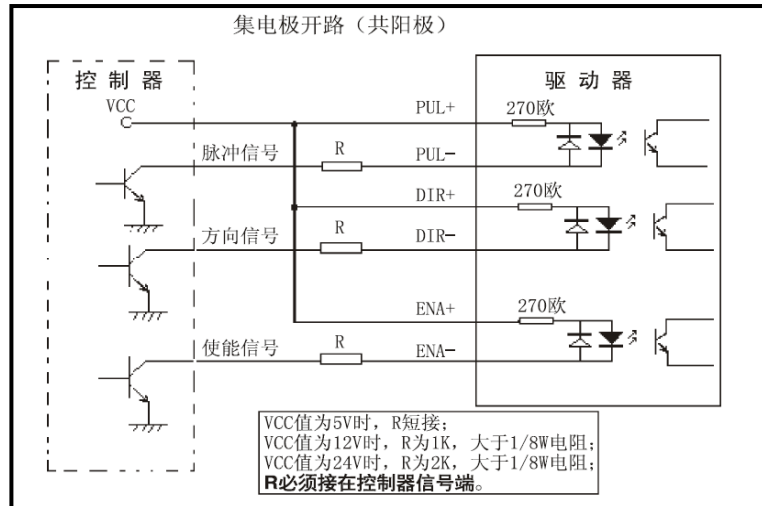 集电极开路（共阳极）
控制器
驱动器
VCC
PUL+
270欧
脉冲信号
R
PUL−
DIR+
270欧
方向信号
R
DIR−
ENA+
270欧
使能信号
R
ENA−
VCC值为5V时，R短接；
VCC值为12V时，R为1K，大于1/8W电阻；
VCC值为24V时，R为2K，大于1/8W电阻；
R必须接在控制器信号端。